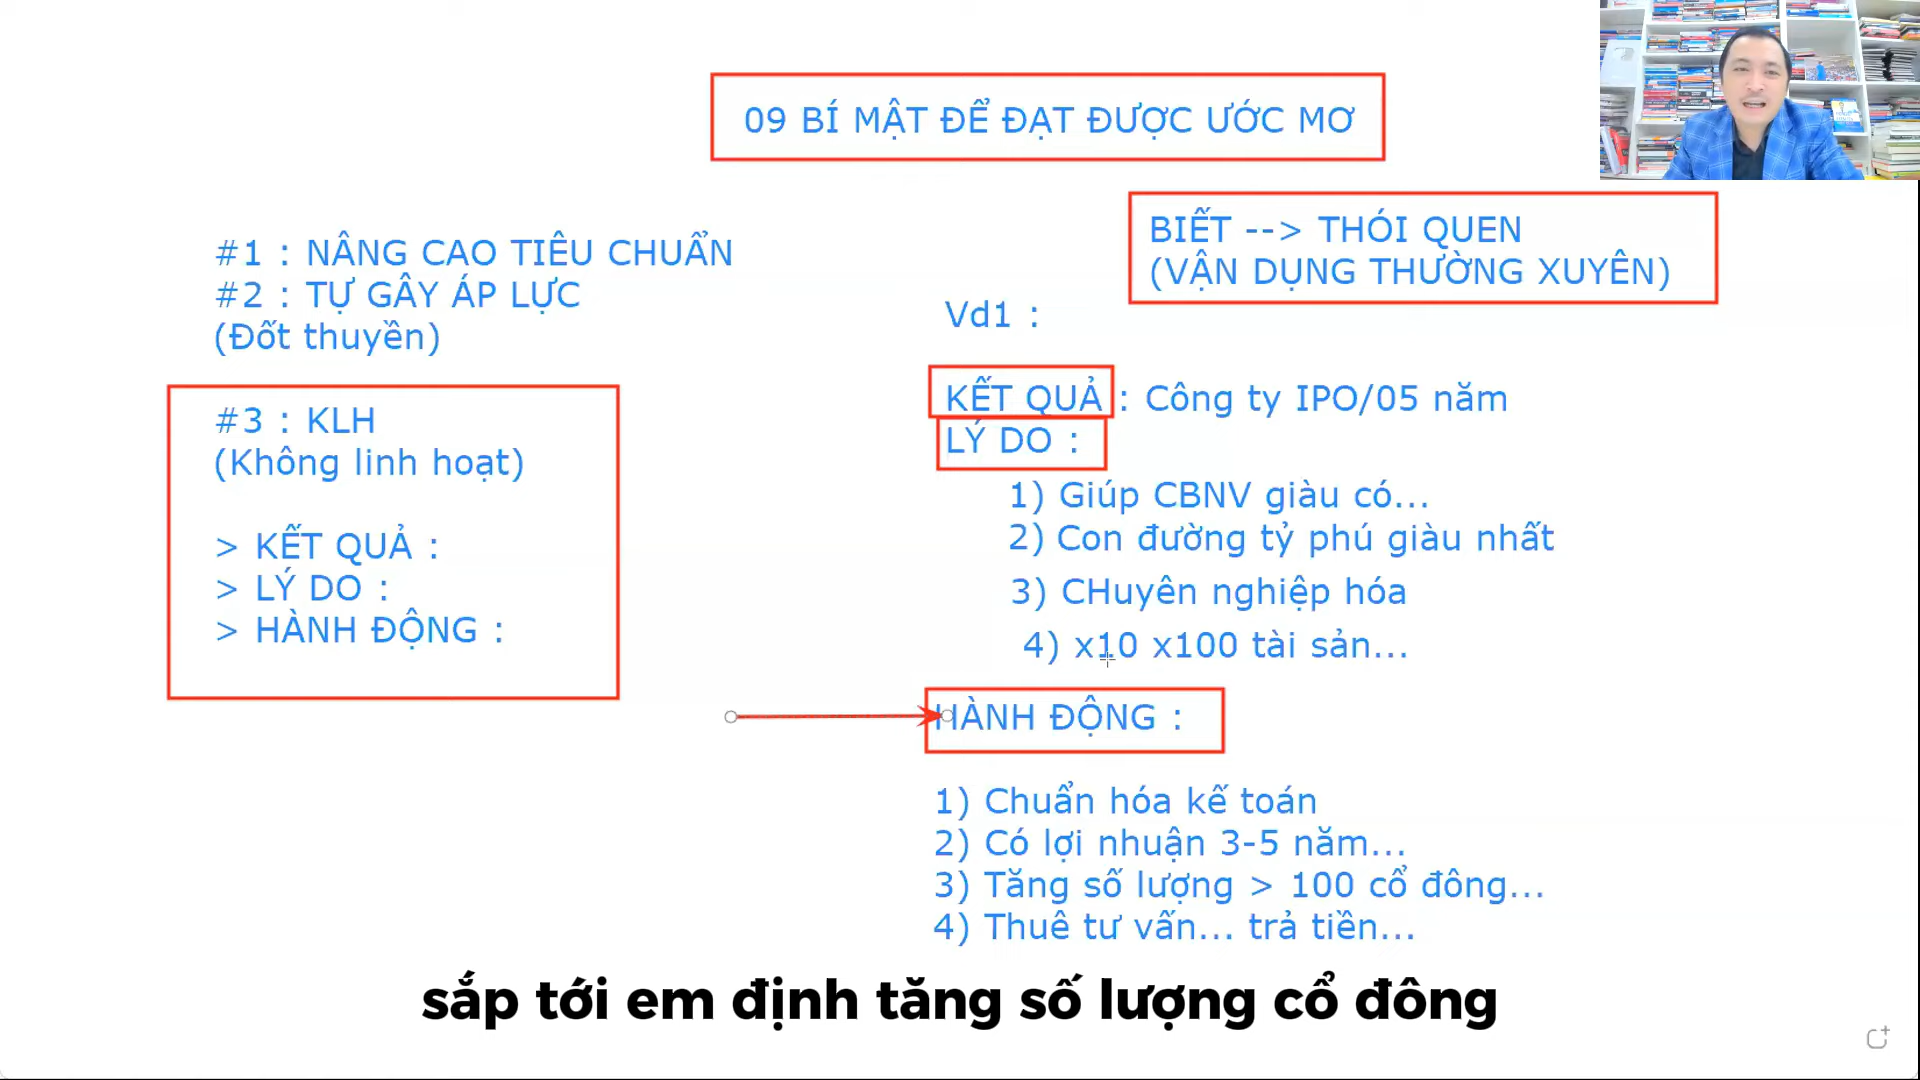 09 BÍ MẬT ĐỂ ĐẠT ĐƯỢC ƯỚC MƠ
BIẾT --> THÓI QUEN
(VẬN DỤNG THƯỜNG XUYÊN)
#1 : NÂNG CAO TIÊU CHUẨN
#2 : TỰ GÂY ÁP LỰC
(Đốt thuyền)
#3 : KLH
(Không linh hoạt)
> KẾT QUẢ :
> LÝ DO :
> HÀNH ĐỘNG :
Vd1 :
KẾT QUẢ : Công ty IPO/05 năm
LÝ DO :
1) Giúp CBNV giàu có...
2) Con đường tỷ phú giàu nhất
3) CHuyên nghiệp hóa
4) x10 x100 tài sản...
HÀNH ĐỘNG :
1) Chuẩn hóa kế toán
2) Có lợi nhuận 3-5 năm...
3) Tăng số lượng > 100 cổ đông...
4) Thuê tư vấn... trả tiền...
sắp tới em định tăng số lượng cổ đông